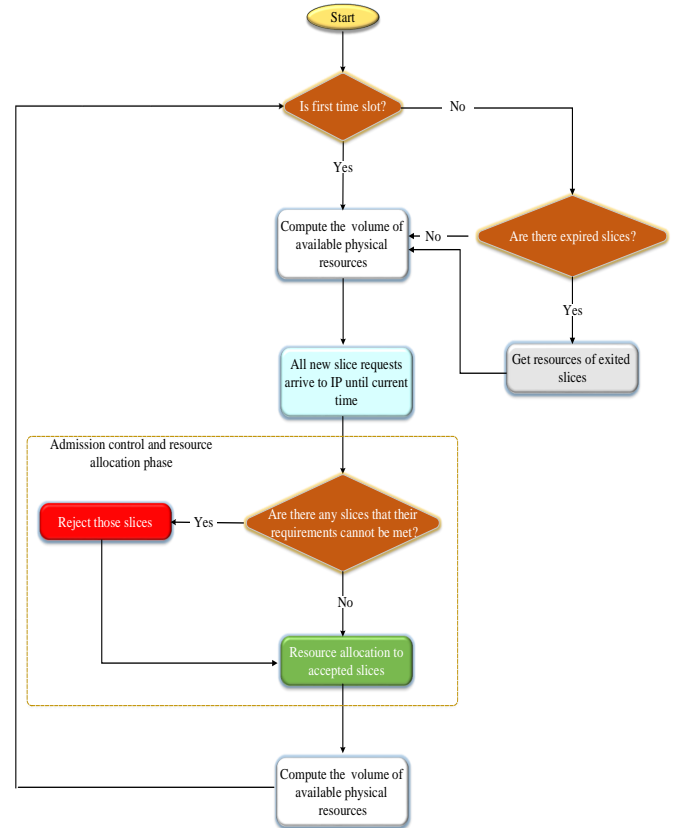 Start
Is first time slot?
No
Yes
Compute the volume of
available physical
resources
No
Are there expired slices?
Yes
All new slice requests
arrive to IP until current
time
Get resources of exited
slices
Admission control and resource
allocation phase
Are there any slices that their
requirements cannot be met?
Yes
Reject those slices
No
Resource allocation to
accepted slices
Compute the volume of
available physical
resources